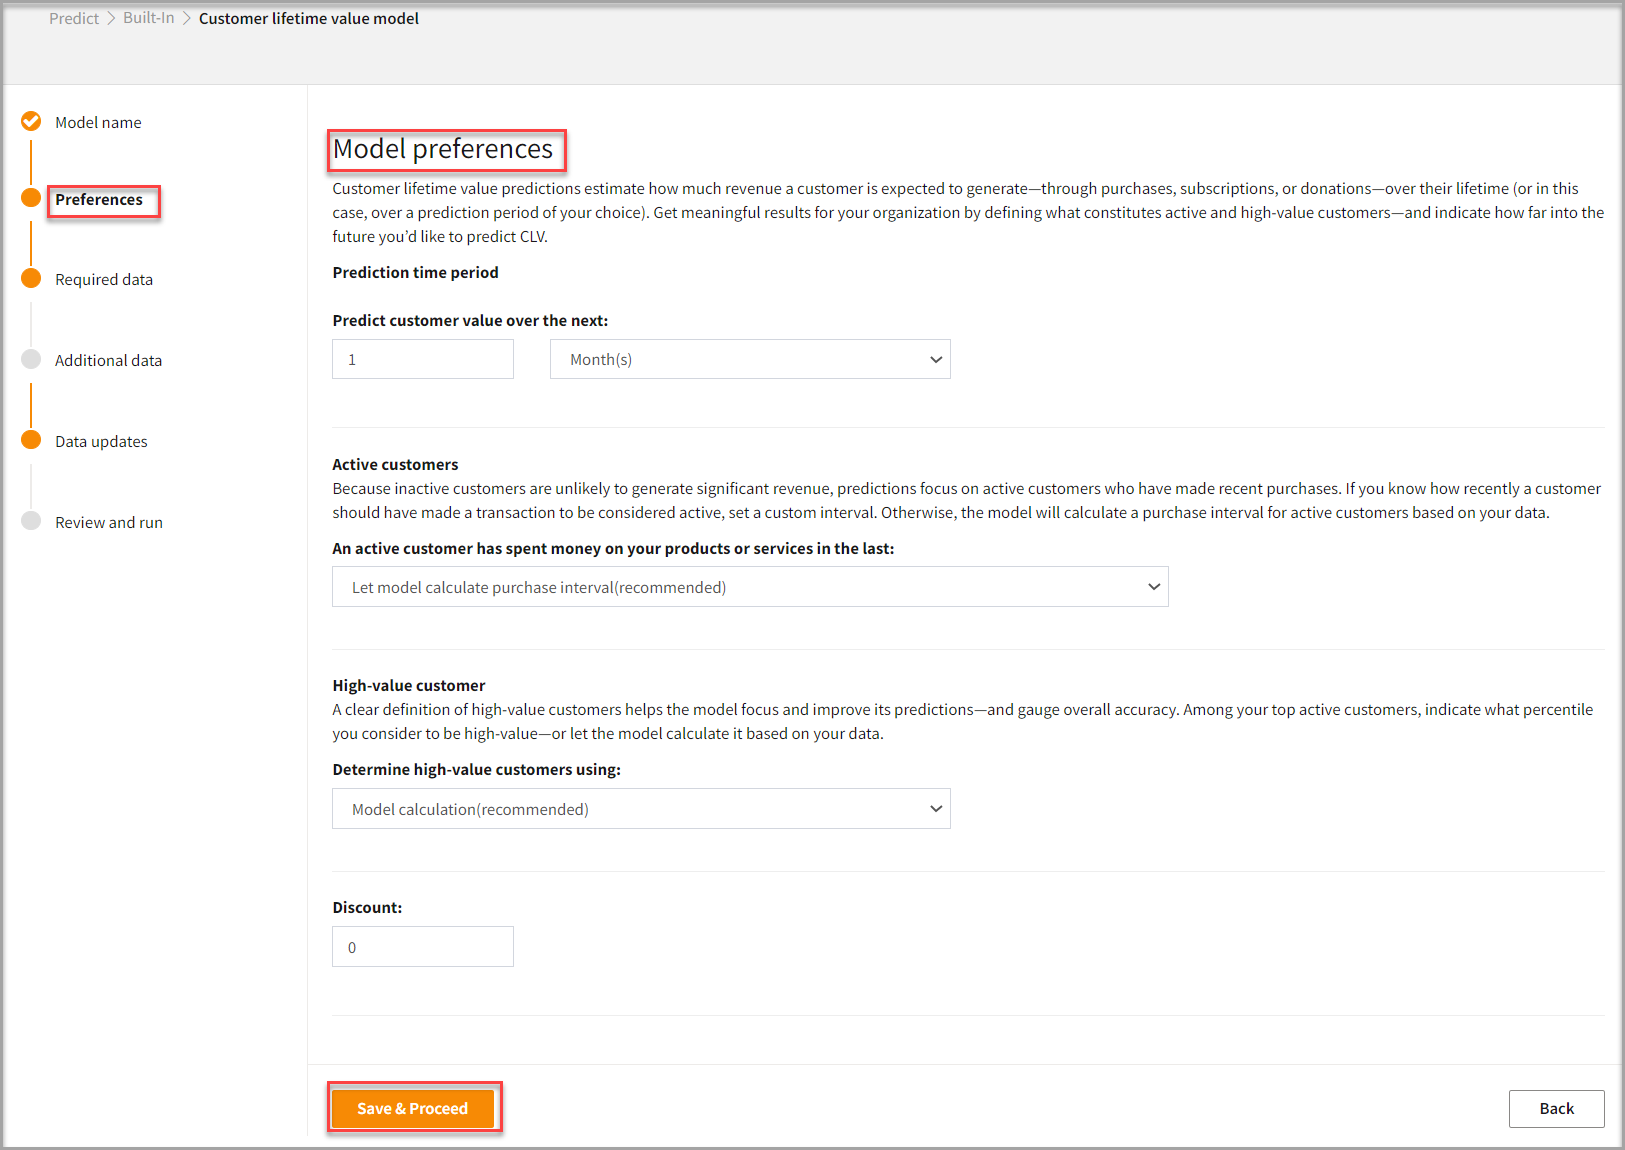 Predict > Built-In > Customer lifetime value model
Model name
Preferences
Required data
Additional data
Data updates
Review and run
Model preferences
Customer lifetime value predictions estimate how much revenue a customer is expected to generate—through purchases, subscriptions, or donations—over their lifetime (or in this
case, over a prediction period of your choice). Get meaningful results for your organization by defining what constitutes active and high-value customers—and indicate how far into the
future you’d like to predict CLV.
Prediction time period
Predict customer value over the next:
1 Month(s)
Active customers
Because inactive customers are unlikely to generate significant revenue, predictions focus on active customers who have made recent purchases. If you know how recently a customer
should have made a transaction to be considered active, set a custom interval. Otherwise, the model will calculate a purchase interval for active customers based on your data.
An active customer has spent money on your products or services in the last:
Let model calculate purchase interval(recommended)
High-value customer
A clear definition of high-value customers helps the model focus and improve its predictions—and gauge overall accuracy. Among your top active customers, indicate what percentile
you consider to be high-value—or let the model calculate it based on your data.
Determine high-value customers using:
Model calculation(recommended)
Discount:
0
Save & Proceed
Back